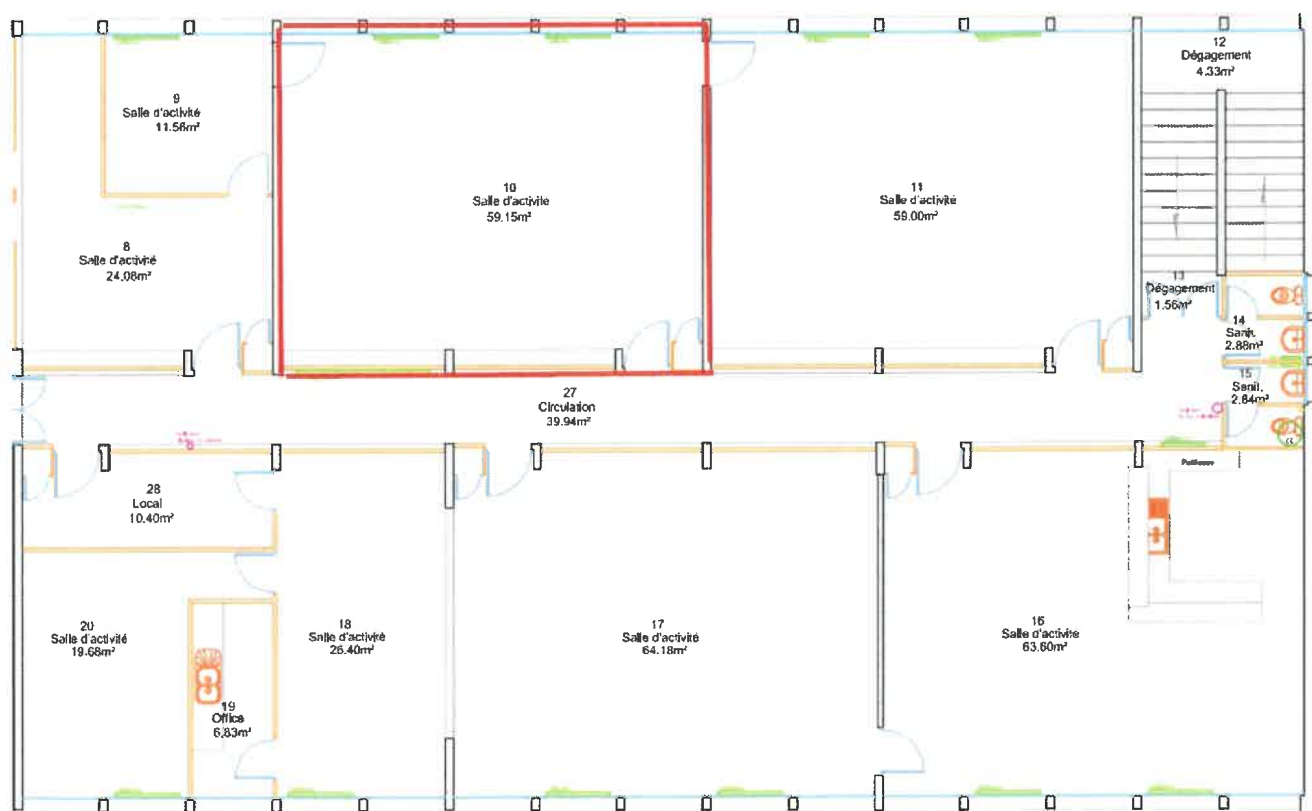 12
Dégagement
4.33m²
9
Salle d'activité
11.56m²
10
Salle d'activité
59.15m²
11
Salle d'activité
59.00m²
8
Salle d'activité
24.08m²
13
Dégagement
1.56m²
14
Sanit.
2.88m²
15
Sanit.
2.84m²
27
Circulation
39.94m²
28
Local
10.40m²
20
Salle d'activité
19.68m²
18
Salle d'activité
26.40m²
17
Salle d'activité
64.18m²
16
Salle d'activité
63.60m²
19
Office
6.83m²